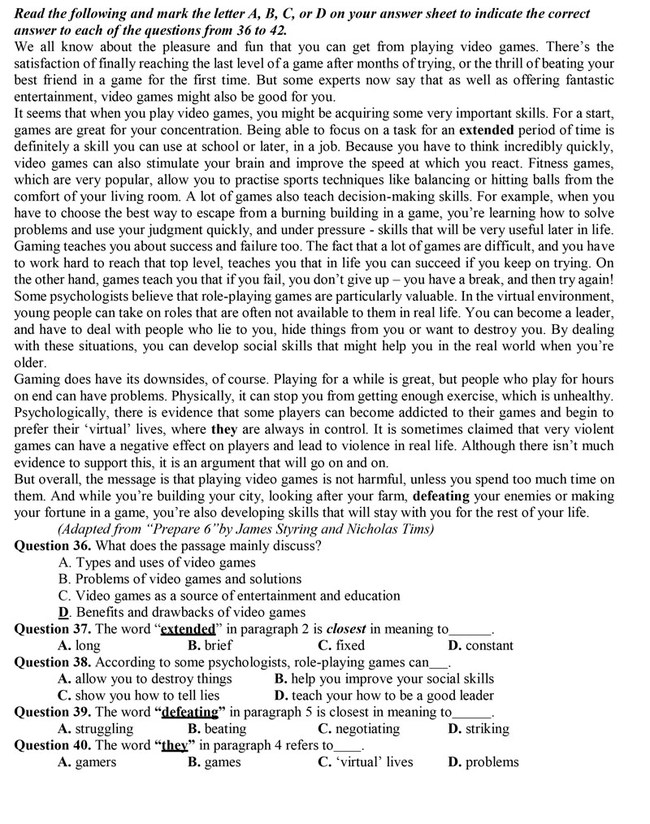 Read the following and mark the letter A, B, C, or D on your answer sheet to indicate the correct
answer to each of the questions from 36 to 42.
We all know about the pleasure and fun that you can get from playing video games. There's the
satisfaction of finally reaching the last level of a game after months of trying, or the thrill of beating your
best friend in a game for the first time. But some experts now say that as well as offering fantastic
entertainment, video games might also be good for you.
It seems that when you play video games, you might be acquiring some very important skills. For a start,
games are great for your concentration. Being able to focus on a task for an extended period of time is
definitely a skill you can use at school or later, in a job. Because you have to think incredibly quickly,
video games can also stimulate your brain and improve the speed at which you react. Fitness games,
which are very popular, allow you to practise sports techniques like balancing or hitting balls from the
comfort of your living room. A lot of games also teach decision-making skills. For example, when you
have to choose the best way to escape from a burning building in a game, you're learning how to solve
problems and use your judgment quickly, and under pressure - skills that will be very useful later in life.
Gaming teaches you about success and failure too. The fact that a lot of games are difficult, and you have
to work hard to reach that top level, teaches you that in life you can succeed if you keep on trying. On
the other hand, games teach you that if you fail, you don't give up – you have a break, and then try again!
Some psychologists believe that role-playing games are particularly valuable. In the virtual environment,
young people can take on roles that are often not available to them in real life. You can become a leader,
and have to deal with people who lie to you, hide things from you or want to destroy you. By dealing
with these situations, you can develop social skills that might help you in the real world when you're
older.
Gaming does have its downsides, of course. Playing for a while is great, but people who play for hours
on end can have problems. Physically, it can stop you from getting enough exercise, which is unhealthy.
Psychologically, there is evidence that some players can become addicted to their games and begin to
prefer their 'virtual' lives, where they are always in control. It is sometimes claimed that very violent
games can have a negative effect on players and lead to violence in real life. Although there isn't much
evidence to support this, it is an argument that will go on and on.
But overall, the message is that playing video games is not harmful, unless you spend too much time on
them. And while you're building your city, looking after your farm, defeating your enemies or making
your fortune in a game, you're also developing skills that will stay with you for the rest of your life.
(Adapted from "Prepare 6"by James Styring and Nicholas Tims)
Question 36. What does the passage mainly discuss?
A. Types and uses of video games
B. Problems of video games and solutions
C. Video games as a source of entertainment and education
D. Benefits and drawbacks of video games
Question 37. The word "extended" in paragraph 2 is closest in meaning to______.
A. long B. brief C. fixed D. constant
Question 38. According to some psychologists, role-playing games can___.
A. allow you to destroy things B. help you improve your social skills
C. show you how to tell lies D. teach your how to be a good leader
Question 39. The word "defeating" in paragraph 5 is closest in meaning to______.
A. struggling B. beating C. negotiating D. striking
Question 40. The word "they" in paragraph 4 refers to____.
A. gamers B. games C. 'virtual' lives D. problems